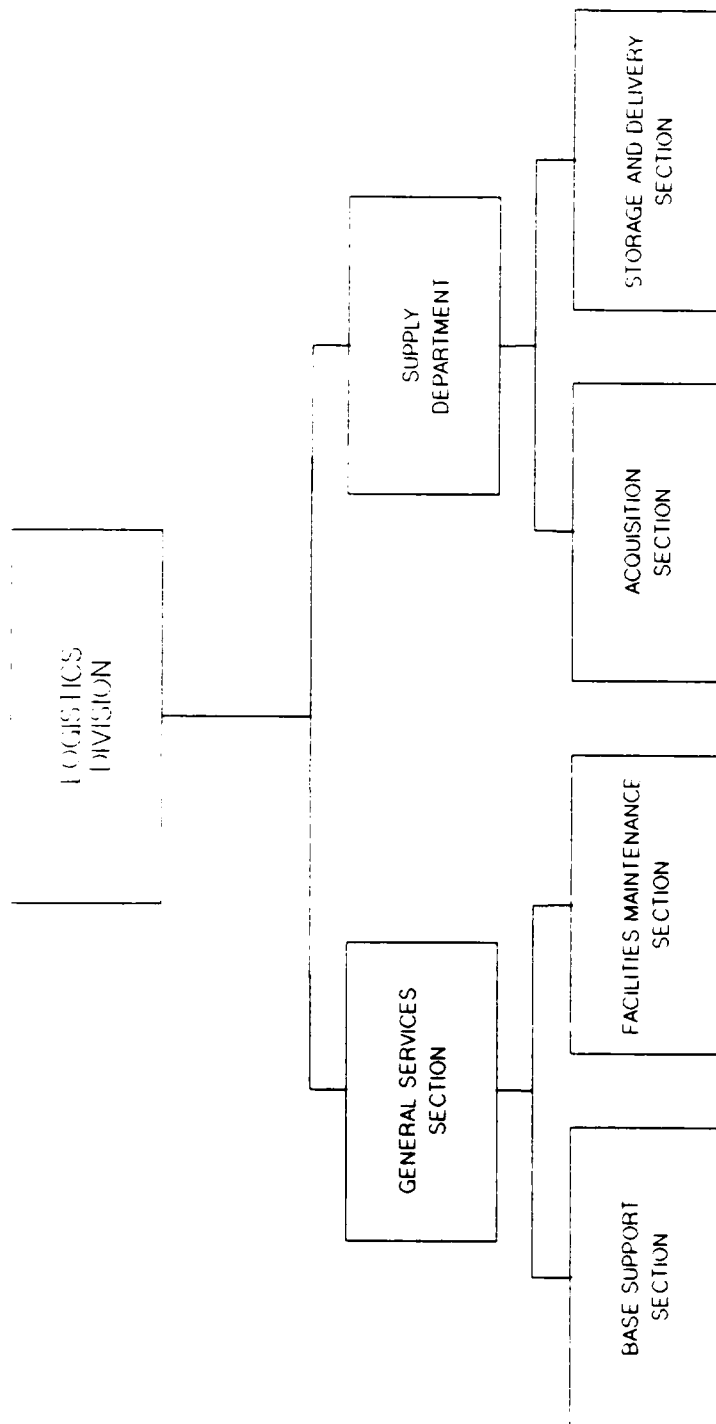 LOGISTICS
DIVISION
GENERAL SERVICES
SECTION
SUPPLY
DEPARTMENT
BASE SUPPORT
SECTION
FACILITIES MAINTENANCE
SECTION
ACQUISITION
SECTION
STORAGE AND DELIVERY
SECTION